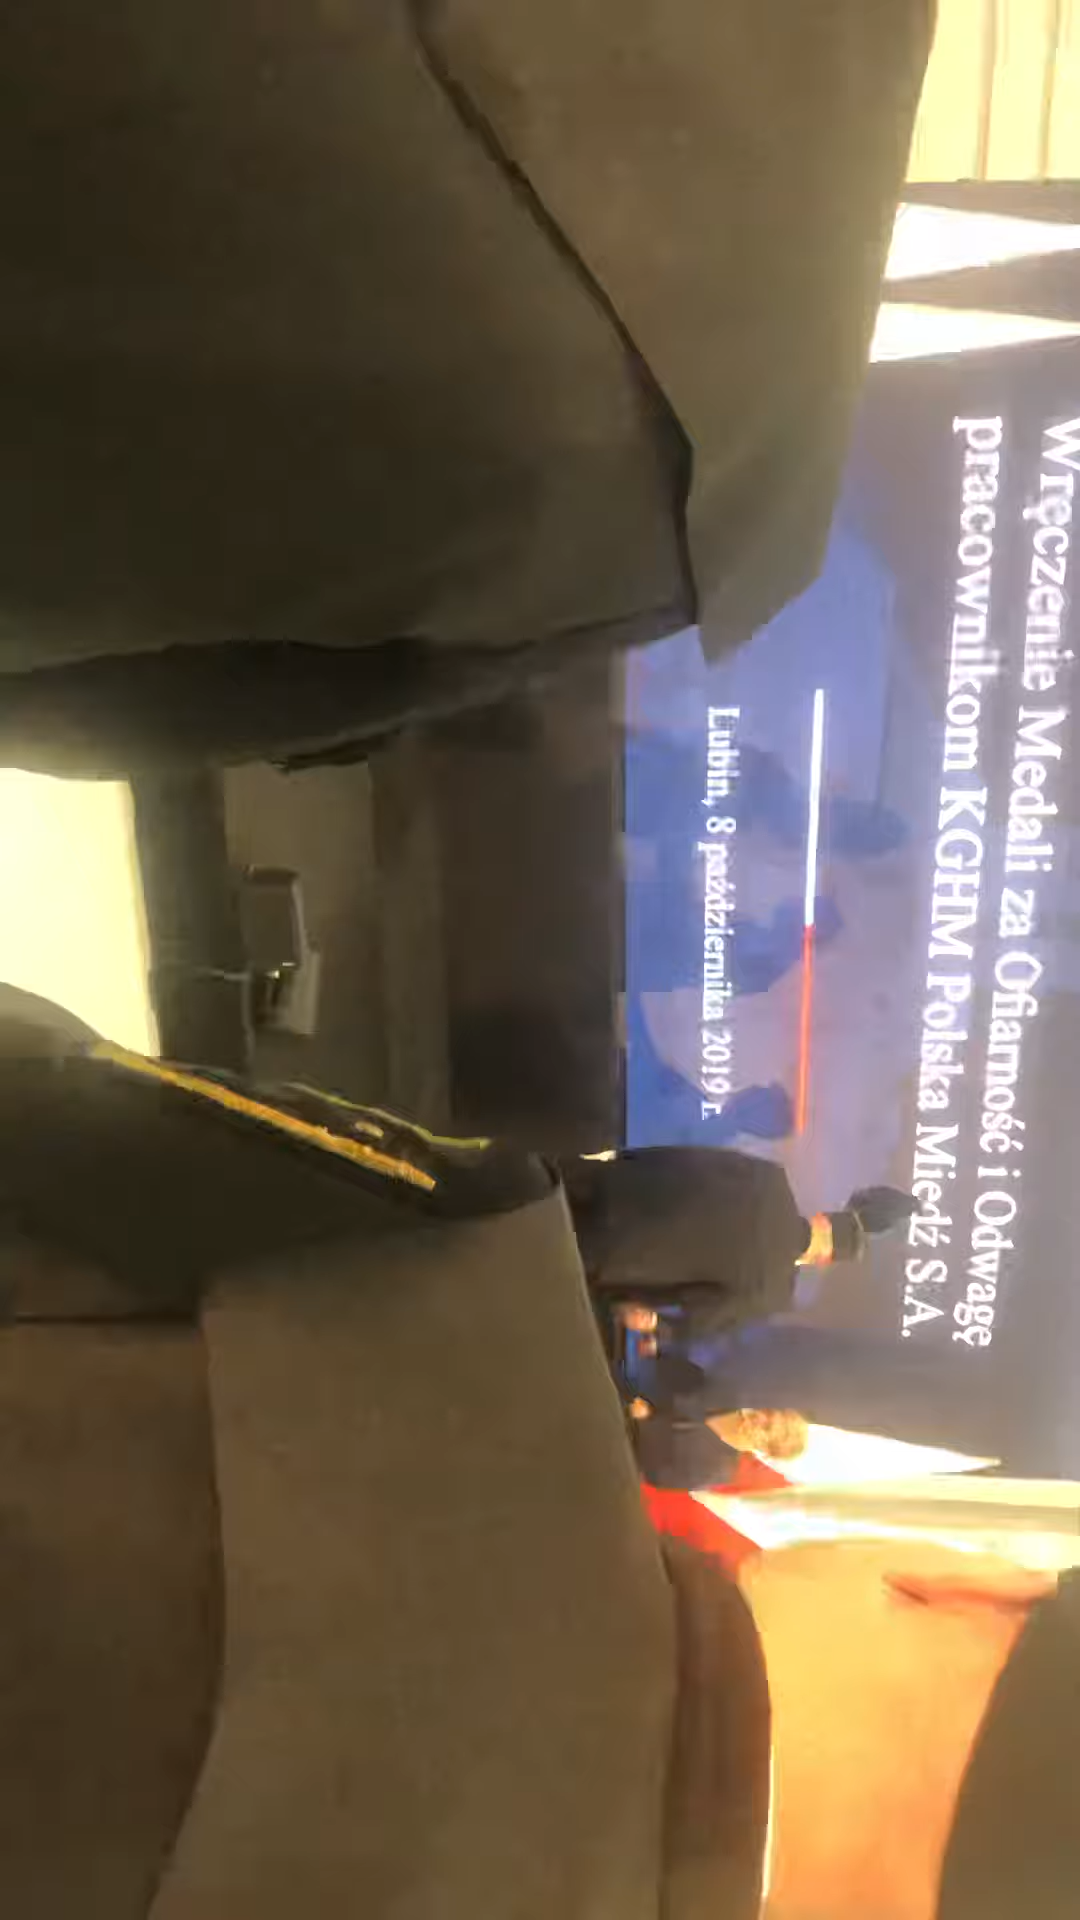 Wręczenie Medali za Ofiarność i Odwagę
pracownikom KGHM Polska Miedź S.A.
Lubin, 8 października 2019 r.